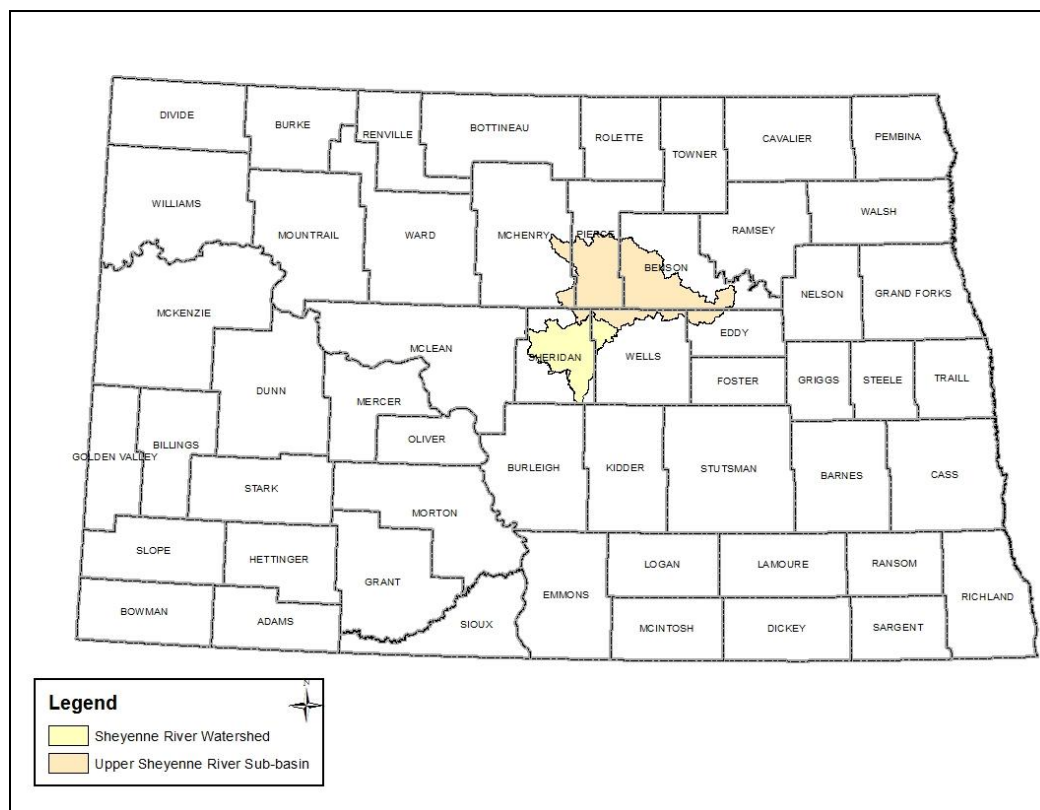 DIVIDE
BURKE
RENVILLE
BOTTINEAU
ROLETTE
TOWNER
CAVALIER
PEMBINA
WILLIAMS
MOUNTRAIL
WARD
MCHENRY
PIERCE
BENSON
RAMSEY
WALSH
MCKENZIE
NELSON
GRAND FORKS
DUNN
MCLEAN
MERCER
OLIVER
SHERIDAN
WELLS
EDDY
FOSTER
GRIGGS
STEELE
TRAILL
GOLDEN VALLEY
BILLINGS
STARK
MORTON
BURLEIGH
KIDDER
STUTSMAN
BARNES
CASS
SLOPE
HETTINGER
GRANT
EMMONS
LOGAN
LAMOURE
RANSOM
RICHLAND
BOWMAN
ADAMS
SIOUX
MCINTOSH
DICKEY
SARGENT
Legend
N
Sheyenne River Watershed
Upper Sheyenne River Sub-basin